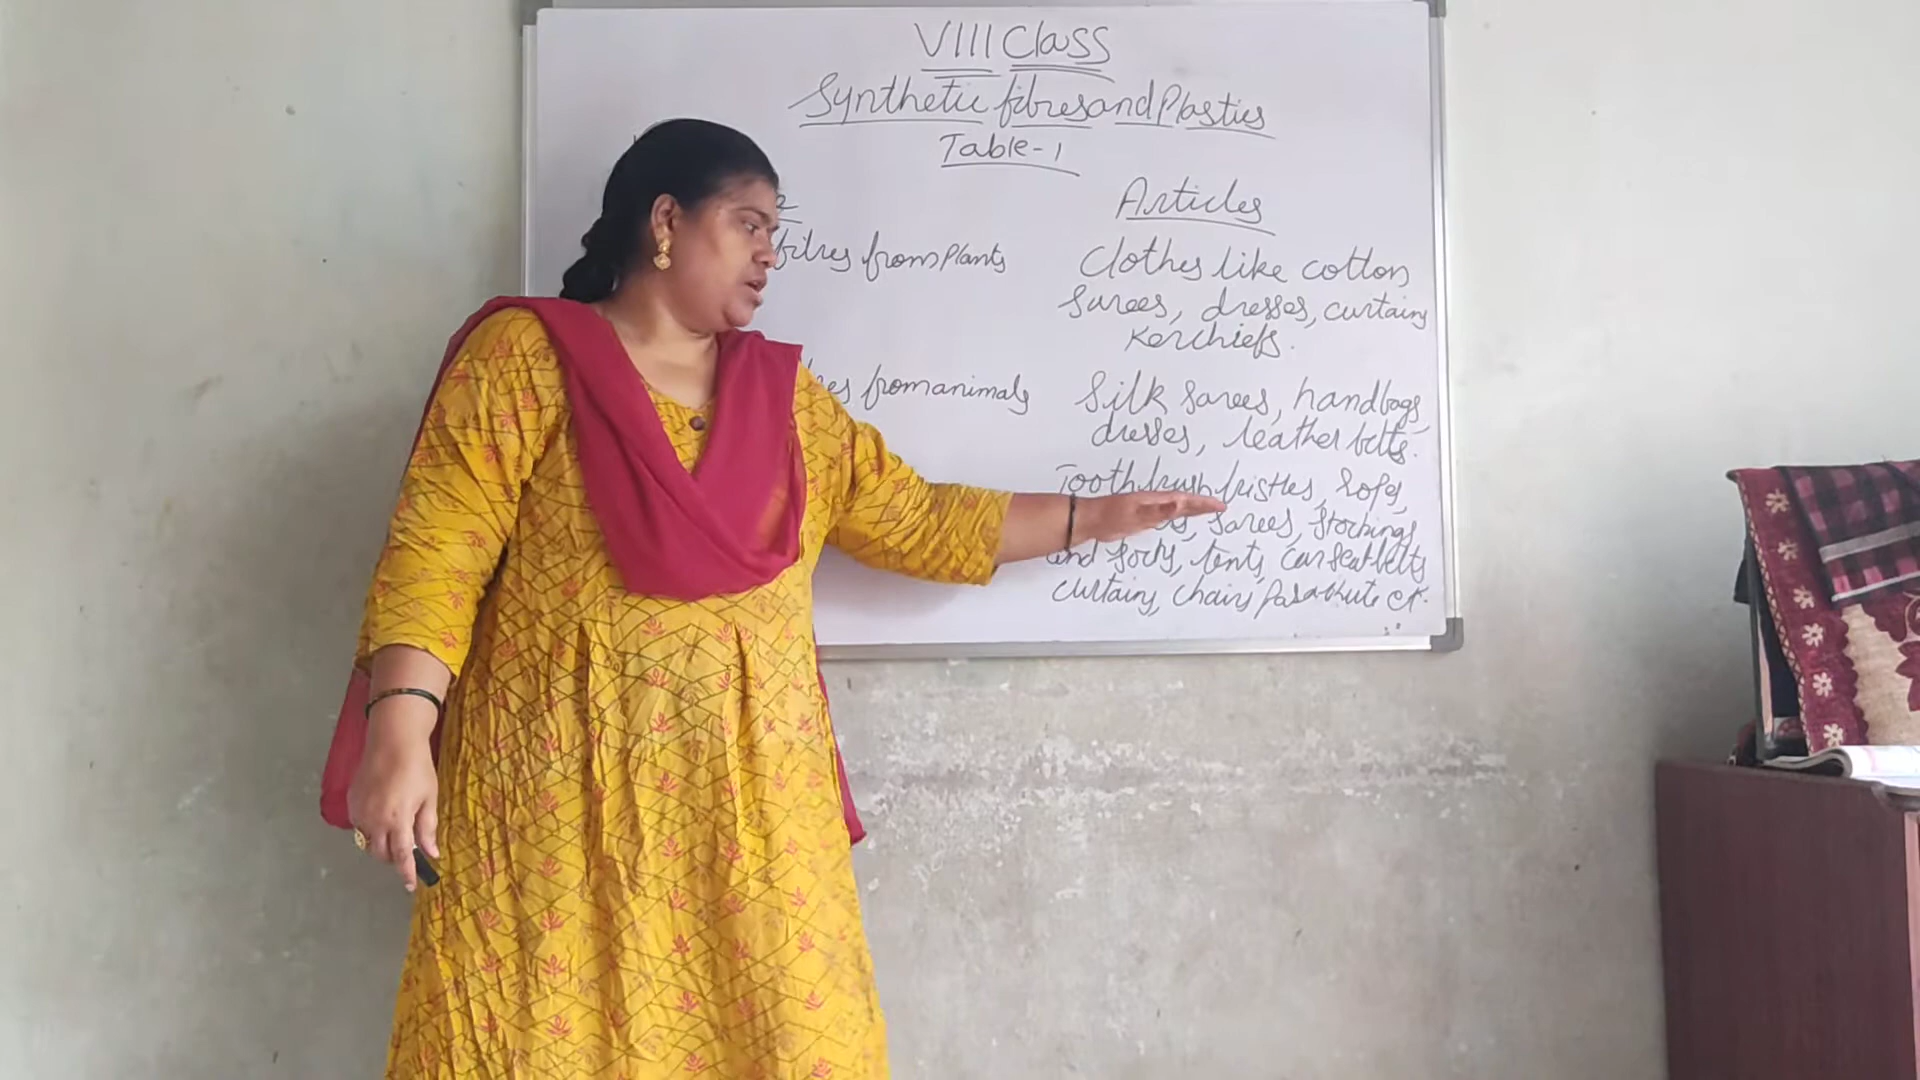 VIII Class
Synthetic fibres and Plastics
Table-1
Articles
fibres from Plants
Clothes like cotton
Sarees, dresses, curtains
Kerchiefs.
from animals
Silk Sarees, handbags,
dresses, leather belts.
Toothbrush bristles, Ropes,
Sarees, Stockings
and Socks, tents, Car Seat belts
Curtains, Chairs Parachute etc.